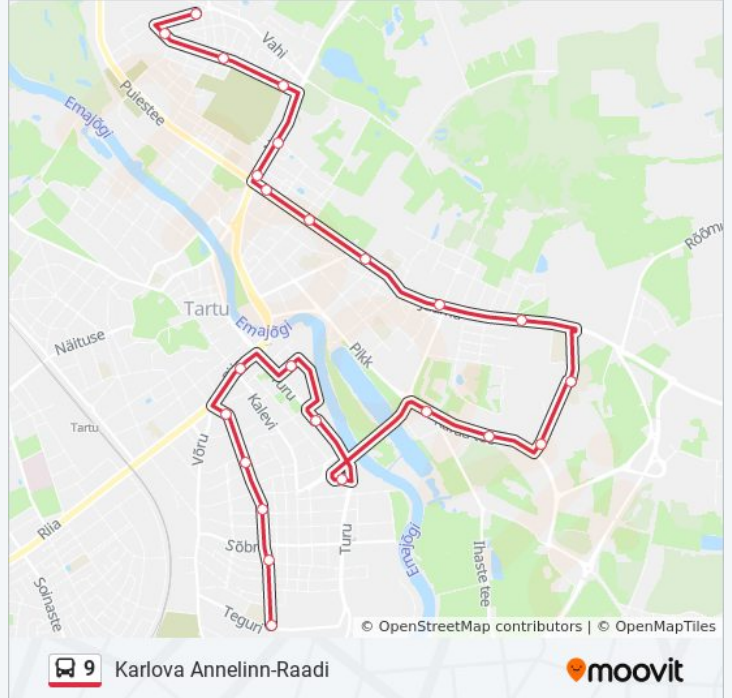 Vahi
Puiestee
Emajõgi
Rõõmu
Tartu
Emajõgi
Näituse
Pikk
Turu
Kalevi
Tartu
Võru
Riia
Sõbra
Turu
Emajõgi
Ihaste tee
Soinaste
Teguri
© OpenStreetMap contributors | © OpenMapTiles
9 Karlova Annelinn-Raadi
moovit